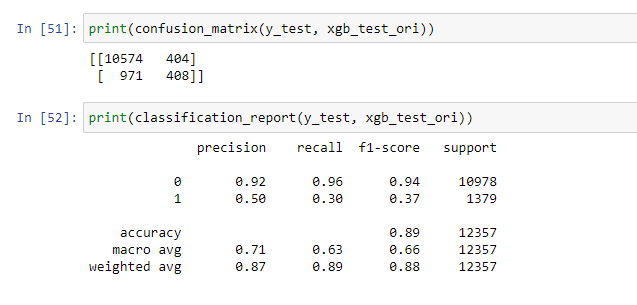 In [51]: print(confusion_matrix(y_test, xgb_test_ori))
[[10574 404]
[ 971 408]]
In [52]: print(classification_report(y_test, xgb_test_ori))
precision recall f1-score support
0 0.92 0.96 0.94 10978
1 0.50 0.30 0.37 1379
accuracy 0.89 12357
macro avg 0.71 0.63 0.66 12357
weighted avg 0.87 0.89 0.88 12357